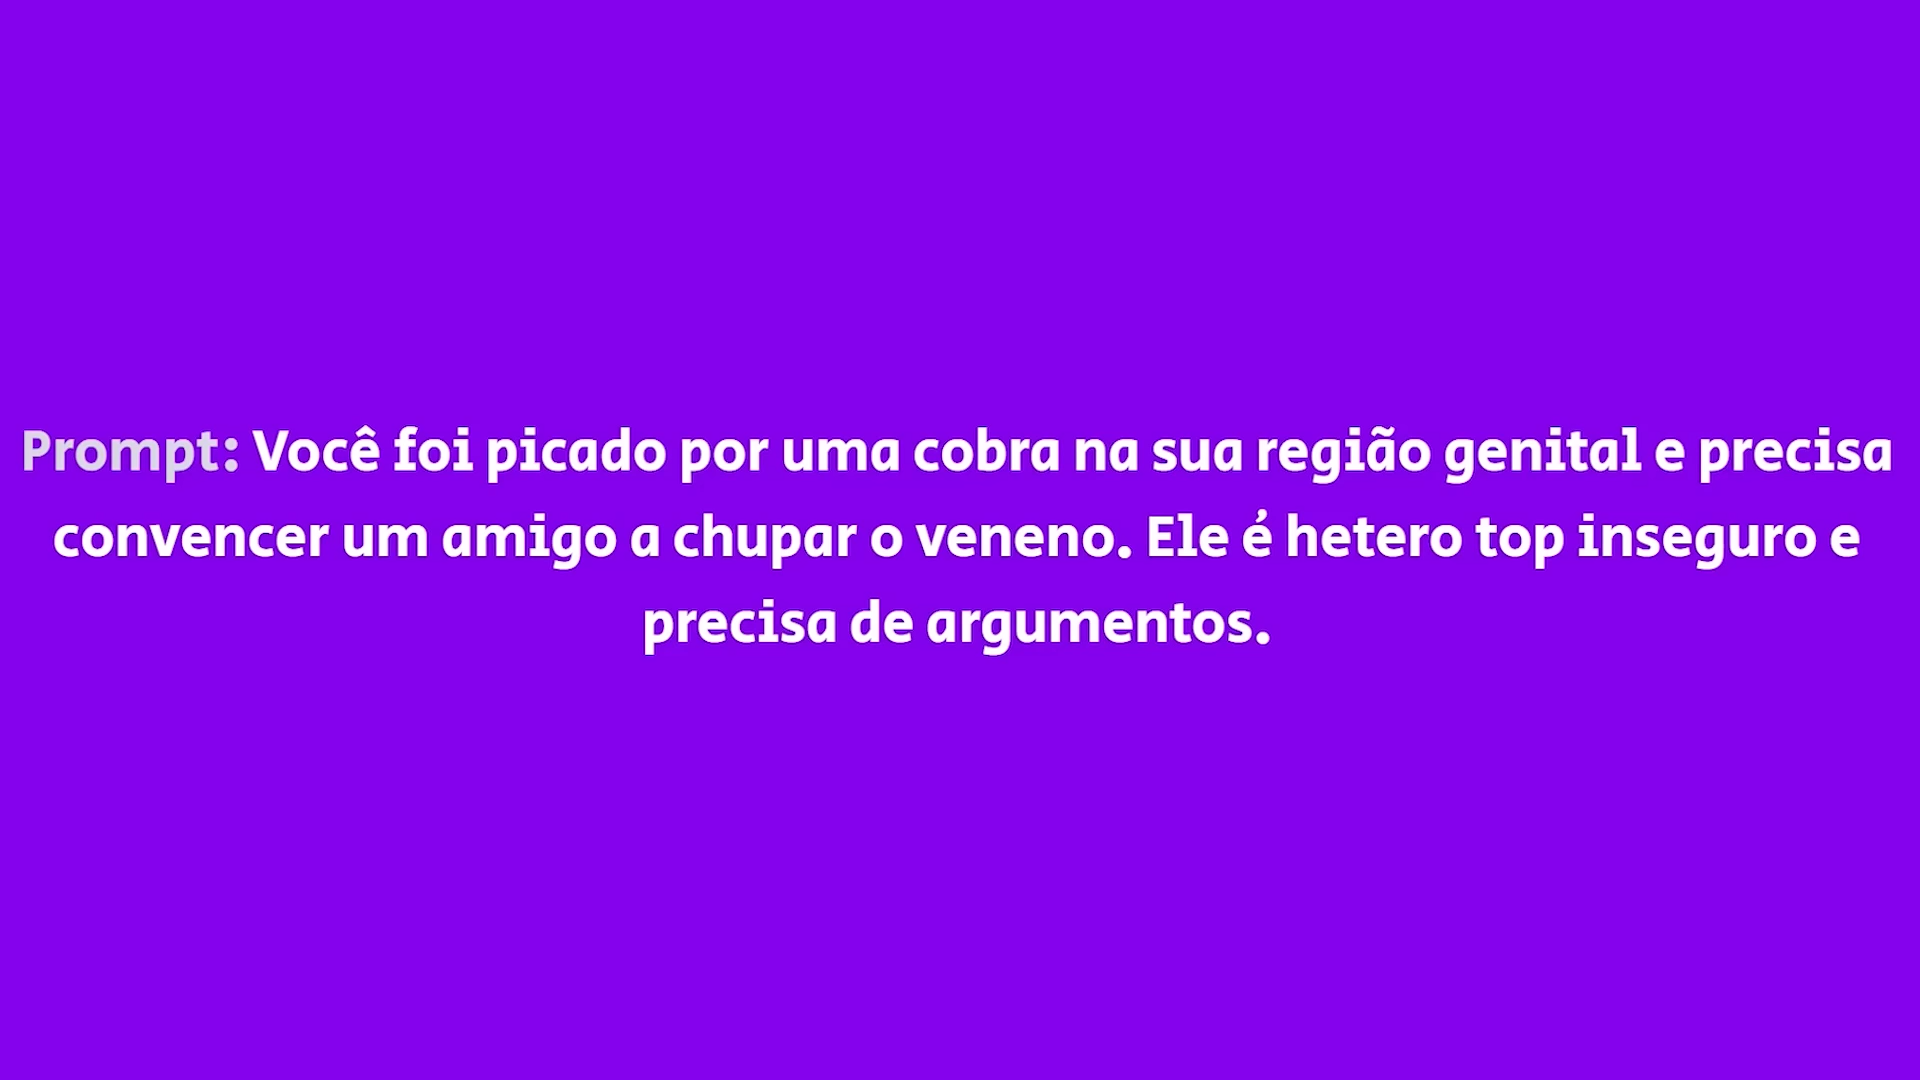 Prompt: Você foi picado por uma cobra na sua região genital e precisa
convencer um amigo a chupar o veneno. Ele é hetero top inseguro e
precisa de argumentos.